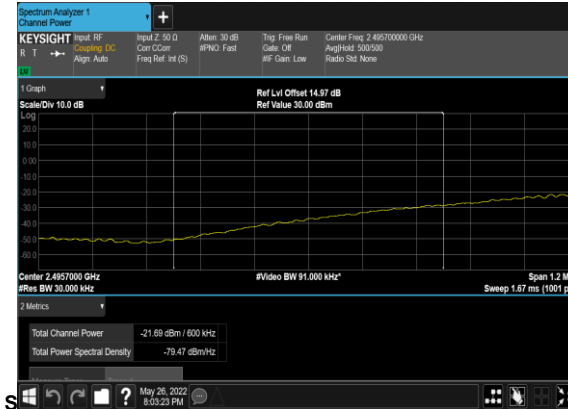 Spectrum Analyzer 1
Channel Power
+
KEYSIGHT Input: RF Input Z: 50 Ω Atten: 30 dB Trig: Free Run Center Freq: 2.495700000 GHz
R T Coupling: DC Corr CCorr #PNO: Fast Gate: Off Avg|Hold: 500/500
Align: Auto Freq Ref: Int (S) #IF Gain: Low Radio Std: None
1 Graph Ref Lvl Offset 14.97 dB
Scale/Div 10.0 dB Ref Value 30.00 dBm
Log
20.0
10.0
0.00
-10.0
-20.0
-30.0
-40.0
-50.0
-60.0
Center 2.4957000 GHz #Video BW 91.000 kHz* Span 1.2 M
#Res BW 30.000 kHz Sweep 1.67 ms (1001 p
2 Metrics
Total Channel Power -21.69 dBm / 600 kHz
Total Power Spectral Density -79.47 dBm/Hz
S
? May 26, 2022
8:03:23 PM